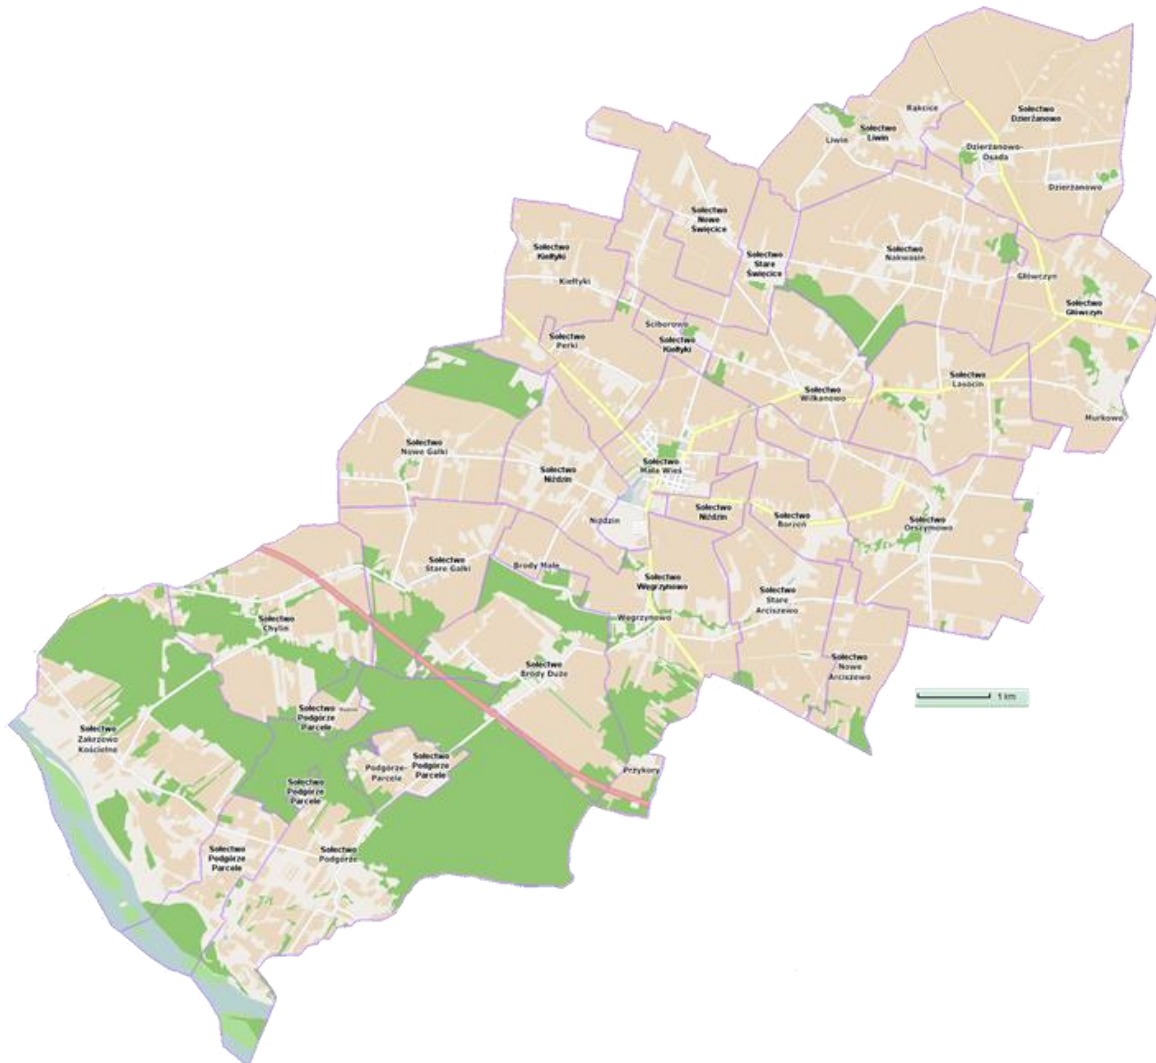 Rąkcice
Sołectwo
Dzierżanowo
Sołectwo
Liwin
Liwin
Dzierżanowo-
Osada
Dzierżanowo
Sołectwo
Nowe
Święcice
Sołectwo
Kiełtyki
Sołectwo
Stare
Święcice
Sołectwo
Nakwasin
Kiełtyki
Główczyn
Sołectwo
Główczyn
Ściborowo
Sołectwo
Perki
Sołectwo
Kiełtyki
Sołectwo
Lasocin
Sołectwo
Wilkanowo
Murkowo
Sołectwo
Nowe Gałki
Sołectwo
Mała Wieś
Sołectwo
Niździn
Sołectwo
Niździn
Sołectwo
Borzeń
Niździn
Sołectwo
Orszymowo
Sołectwo
Stare Gałki
Brody Małe
Sołectwo
Węgrzynowo
Sołectwo
Stare
Arciszewo
Sołectwo
Chylin
Węgrzynowo
Sołectwo
Brody Duże
Sołectwo
Nowe
Arciszewo
1 km
Sołectwo
Podgórze
Parcele
Sołectwo
Zakrzewo
Kościelne
Podgórze-
Parcele
Sołectwo
Podgórze
Parcele
Przykory
Sołectwo
Podgórze
Parcele
Sołectwo
Podgórze
Parcele
Sołectwo
Podgórze